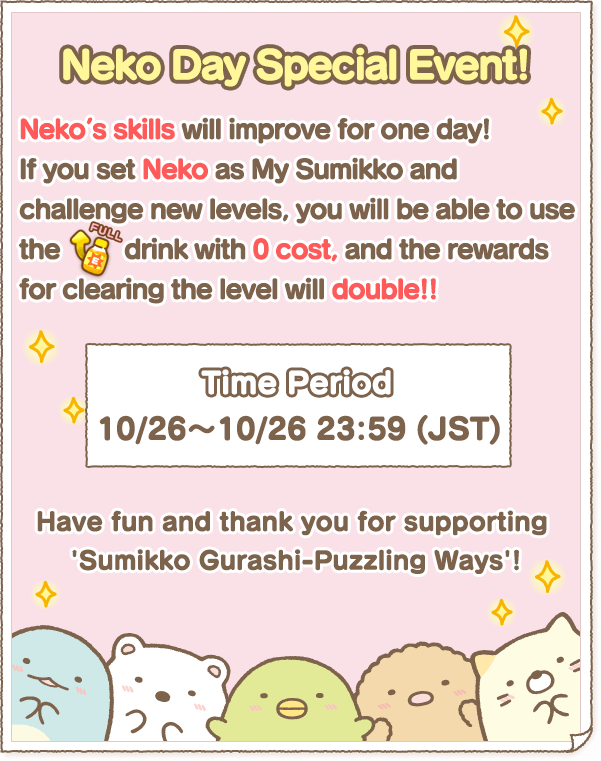 Neko Day Special Event!
Neko's skills will improve for one day!
If you set Neko as My Sumikko and
challenge new levels, you will be able to use
the FULL E drink with 0 cost, and the rewards
for clearing the level will double!!
Time Period
10/26～10/26 23:59 (JST)
Have fun and thank you for supporting
'Sumikko Gurashi-Puzzling Ways'!